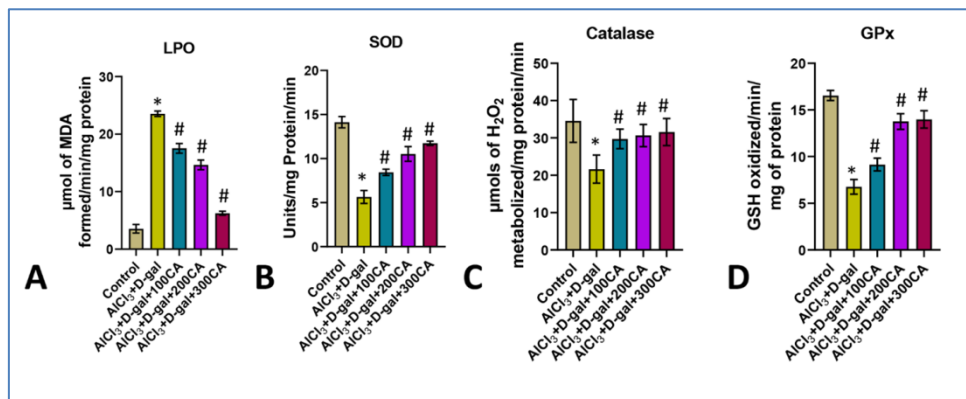 LPO
µmol of MDA
formed/min/mg protein
30
20
10
0
*
#
#
#
Control
AlCl₃+D-gal
AlCl₃+D-gal+100CA
AlCl₃+D-gal+200CA
AlCl₃+D-gal+300CA
A
SOD
Units/mg Protein/min
20
15
10
5
0
*
#
#
#
Control
AlCl₃+D-gal
AlCl₃+D-gal+100CA
AlCl₃+D-gal+200CA
AlCl₃+D-gal+300CA
B
Catalase
µmols of H₂O₂
metabolized/mg protein/min
50
40
30
20
10
0
*
#
#
#
Control
AlCl₃+D-gal
AlCl₃+D-gal+100CA
AlCl₃+D-gal+200CA
AlCl₃+D-gal+300CA
C
GPx
GSH oxidized/min/
mg of protein
20
15
10
5
0
*
#
#
#
Control
AlCl₃+D-gal
AlCl₃+D-gal+100CA
AlCl₃+D-gal+200CA
AlCl₃+D-gal+300CA
D